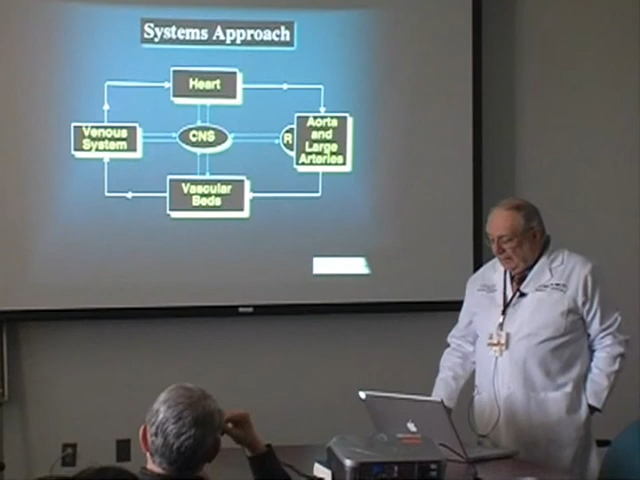 Systems Approach
Heart
Venous
System
CNS
R
Aorta
and
Large
Arteries
Vascular
Beds